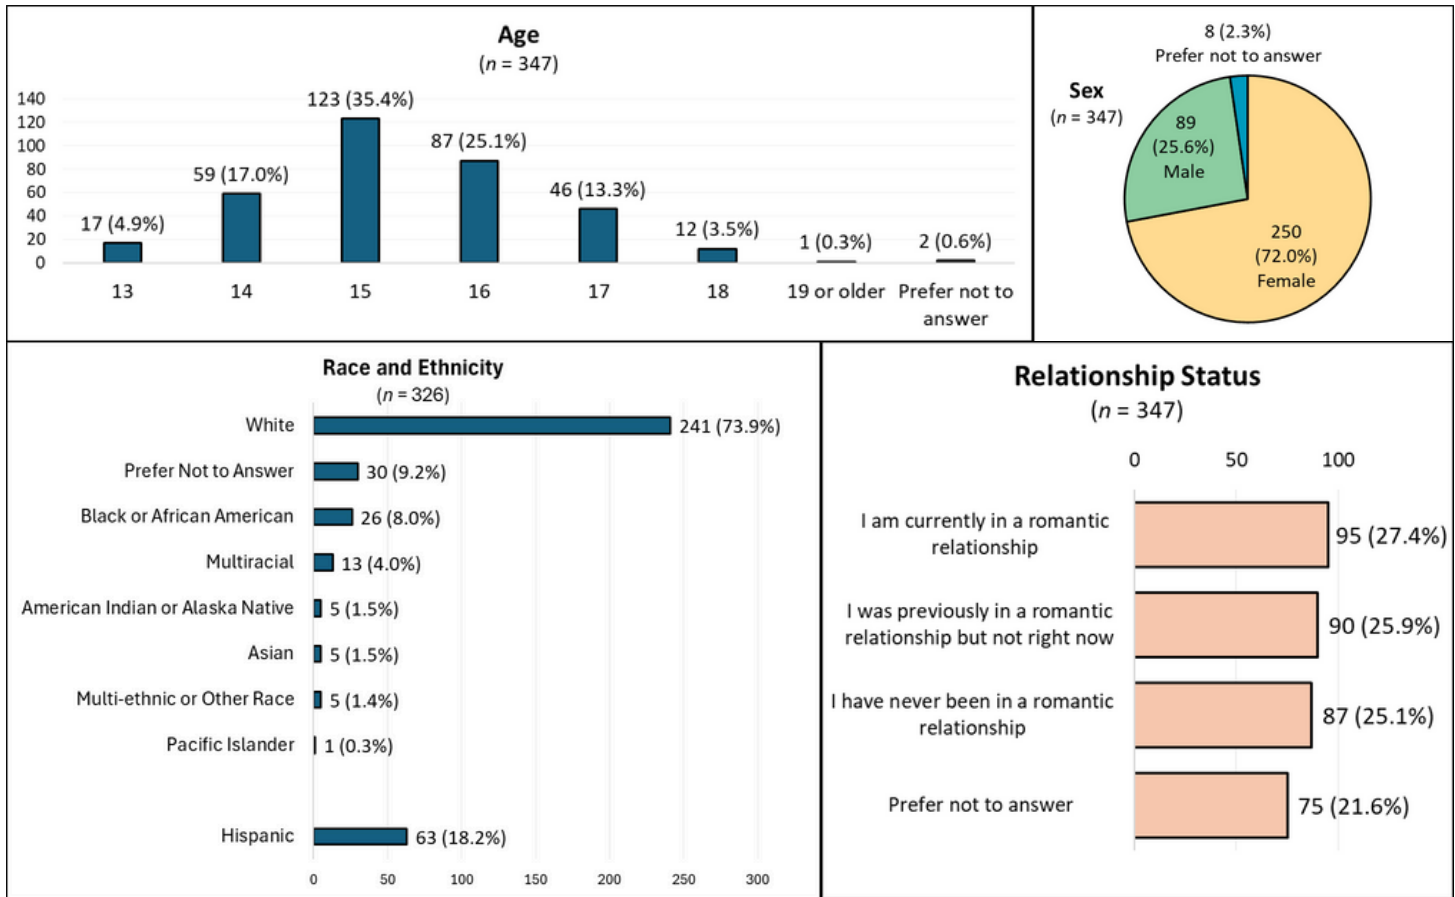 Age
(n = 347)
140
120
100
80
60
40
20
0
17 (4.9%)
59 (17.0%)
123 (35.4%)
87 (25.1%)
46 (13.3%)
12 (3.5%)
1 (0.3%)
2 (0.6%)
13
14
15
16
17
18
19 or older
Prefer not to
answer
8 (2.3%)
Prefer not to answer
Sex
(n = 347)
89
(25.6%)
Male
250
(72.0%)
Female
Race and Ethnicity
(n = 326)
White
241 (73.9%)
Prefer Not to Answer
30 (9.2%)
Black or African American
26 (8.0%)
Multiracial
13 (4.0%)
American Indian or Alaska Native
5 (1.5%)
Asian
5 (1.5%)
Multi-ethnic or Other Race
5 (1.4%)
Pacific Islander
1 (0.3%)
Hispanic
63 (18.2%)
0
50
100
150
200
250
300
Relationship Status
(n = 347)
0
50
100
I am currently in a romantic
relationship
95 (27.4%)
I was previously in a romantic
relationship but not right now
90 (25.9%)
I have never been in a romantic
relationship
87 (25.1%)
Prefer not to answer
75 (21.6%)